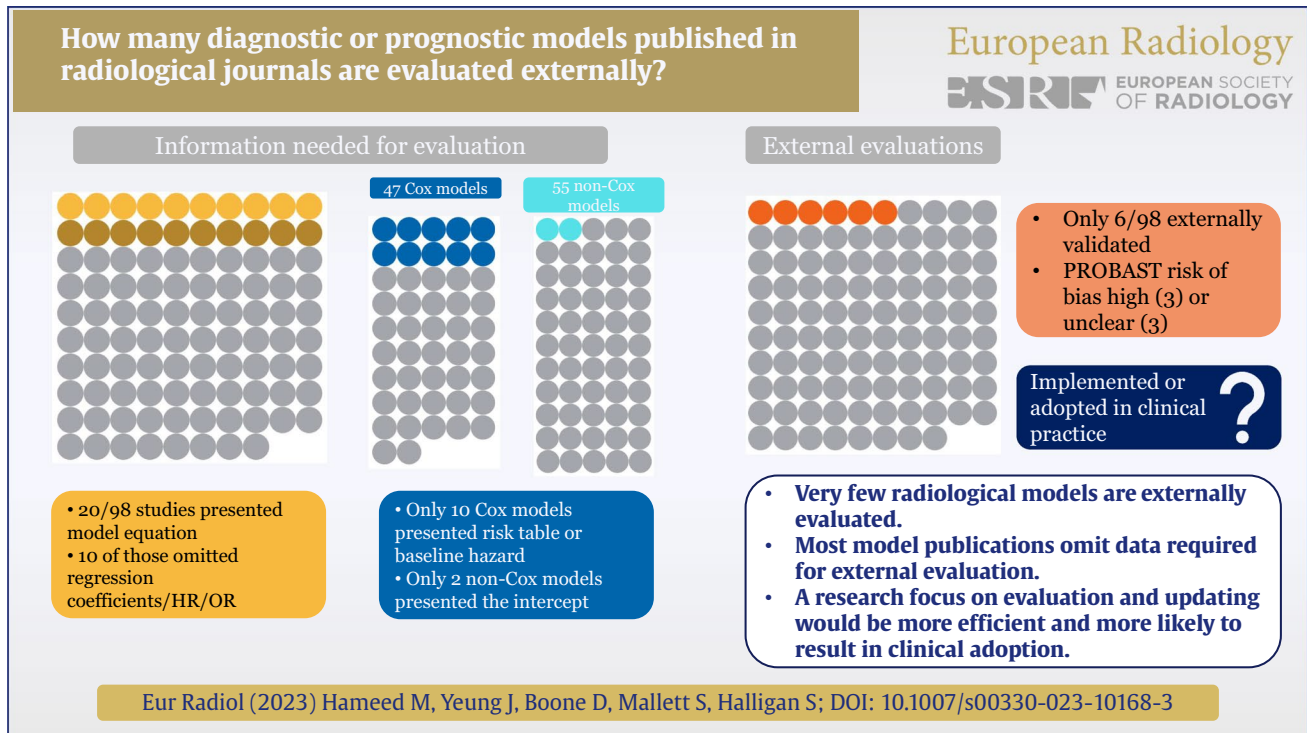 How many diagnostic or prognostic models published in
radiological journals are evaluated externally?
European Radiology
ESR EUROPEAN SOCIETY
OF RADIOLOGY
Information needed for evaluation
47 Cox models
55 non-Cox
models
• 20/98 studies presented
model equation
• 10 of those omitted
regression
coefficients/HR/OR
• Only 10 Cox models
presented risk table or
baseline hazard
• Only 2 non-Cox models
presented the intercept
External evaluations
• Only 6/98 externally
validated
• PROBAST risk of
bias high (3) or
unclear (3)
Implemented or
adopted in clinical
practice
?
• Very few radiological models are externally
evaluated.
• Most model publications omit data required
for external evaluation.
• A research focus on evaluation and updating
would be more efficient and more likely to
result in clinical adoption.
Eur Radiol (2023) Hameed M, Yeung J, Boone D, Mallett S, Halligan S; DOI: 10.1007/s00330-023-10168-3